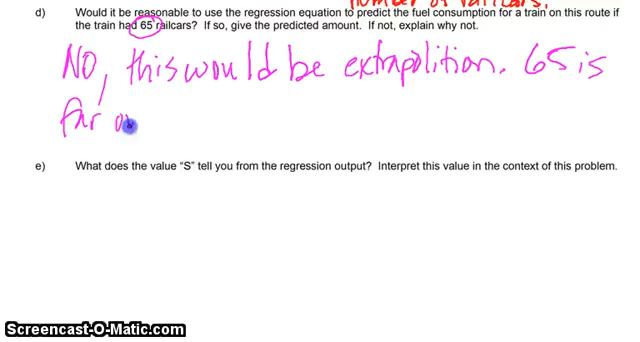 number of railcars.
d) Would it be reasonable to use the regression equation to predict the fuel consumption for a train on this route if
the train had 65 railcars? If so, give the predicted amount. If not, explain why not.
No, this would be extrapolition. 65 is
far o
e) What does the value “S” tell you from the regression output? Interpret this value in the context of this problem.
Screencast-O-Matic.com